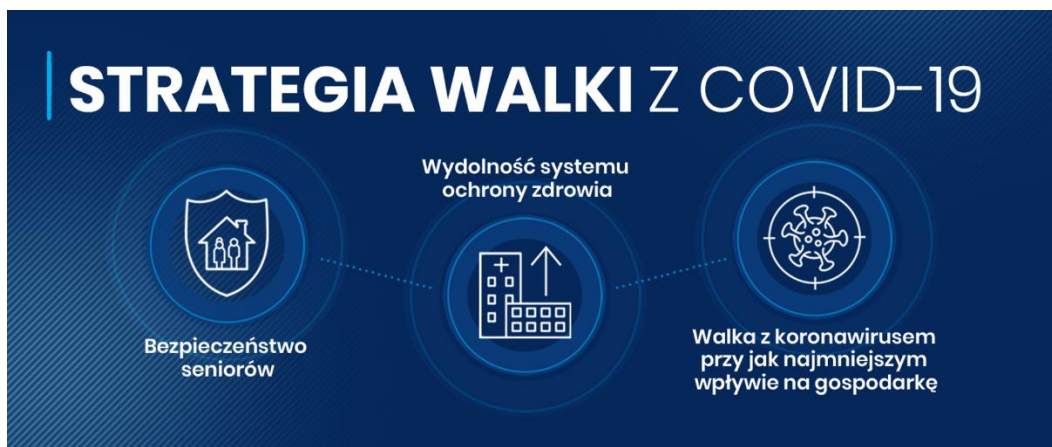 STRATEGIA WALKI Z COVID-19
Bezpieczeństwo
seniorów
Wydolność systemu
ochrony zdrowia
Walka z koronawirusem
przy jak najmniejszym
wpływie na gospodarkę